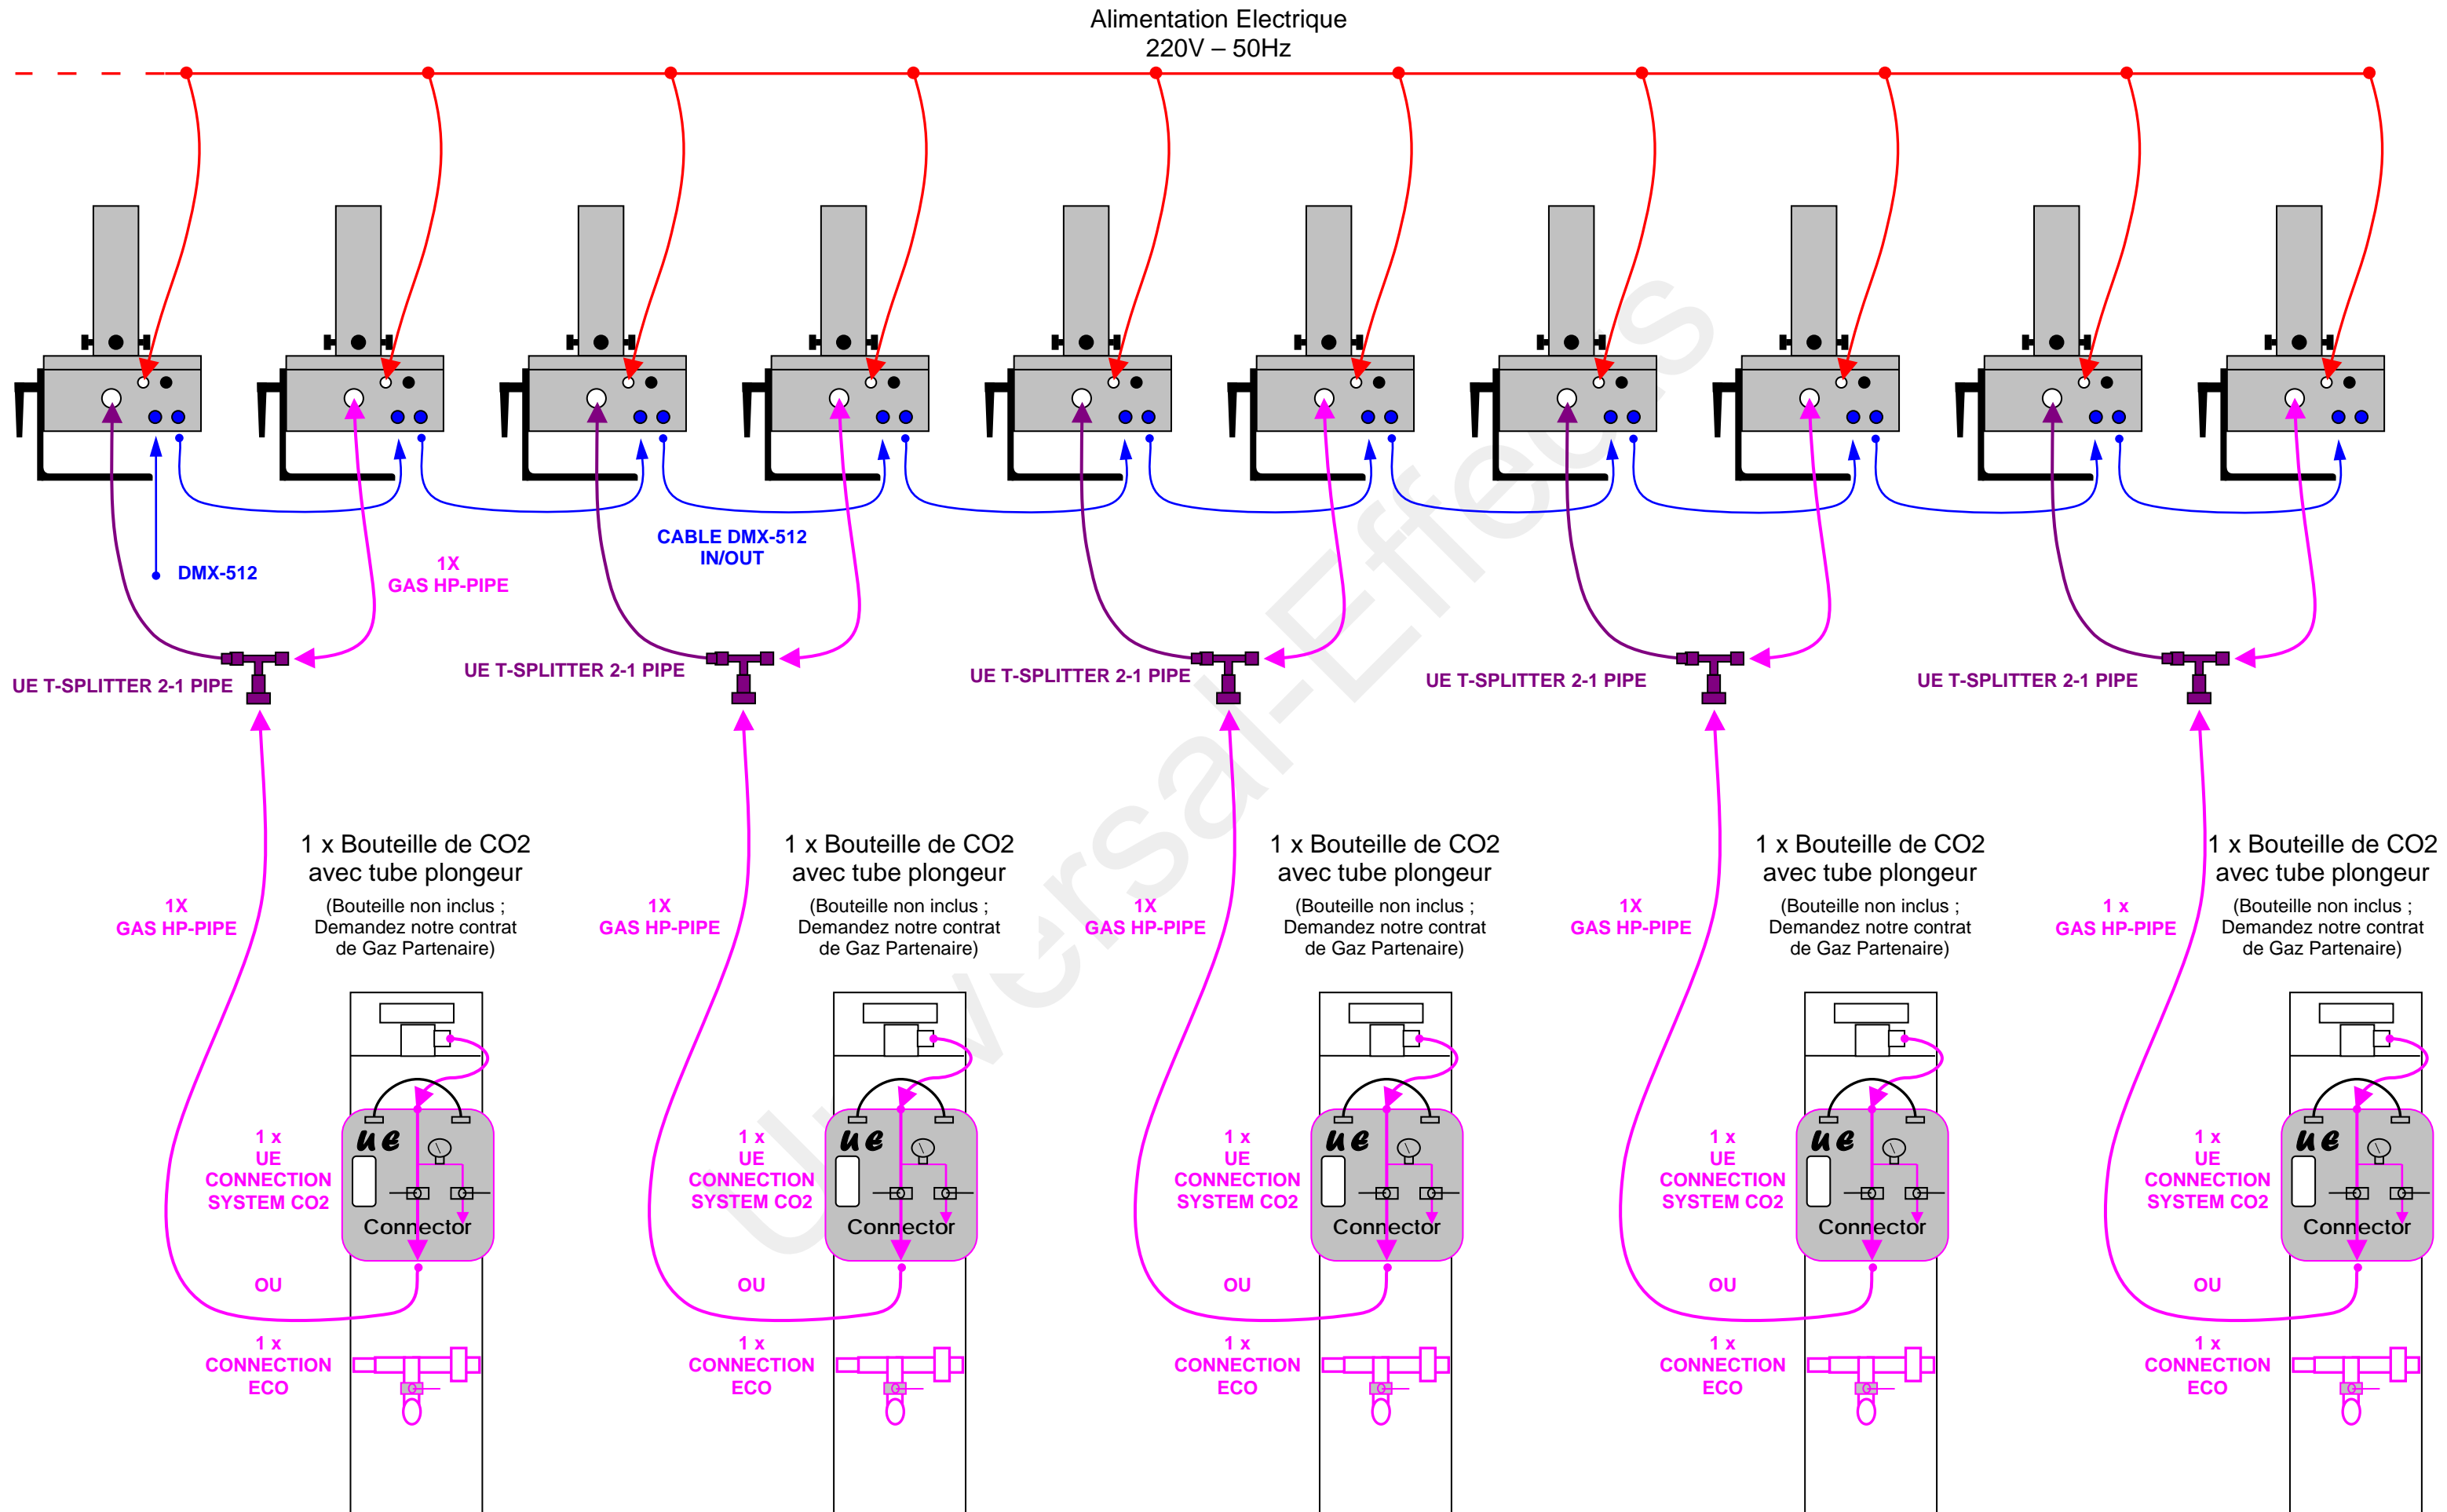 Alimentation Electrique
220V – 50Hz
CABLE DMX-512
IN/OUT
DMX-512
1X
GAS HP-PIPE
UE T-SPLITTER 2-1 PIPE
UE T-SPLITTER 2-1 PIPE
UE T-SPLITTER 2-1 PIPE
UE T-SPLITTER 2-1 PIPE
UE T-SPLITTER 2-1 PIPE
1 x Bouteille de CO2
avec tube plongeur
(Bouteille non inclus ;
Demandez notre contrat
de Gaz Partenaire)
1X
GAS HP-PIPE
1 x
UE
CONNECTION
SYSTEM CO2
ue
Connector
OU
1 x
CONNECTION
ECO
1 x Bouteille de CO2
avec tube plongeur
(Bouteille non inclus ;
Demandez notre contrat
de Gaz Partenaire)
1X
GAS HP-PIPE
1 x
UE
CONNECTION
SYSTEM CO2
ue
Connector
OU
1 x
CONNECTION
ECO
1 x Bouteille de CO2
avec tube plongeur
(Bouteille non inclus ;
Demandez notre contrat
de Gaz Partenaire)
1X
GAS HP-PIPE
1 x
UE
CONNECTION
SYSTEM CO2
ue
Connector
OU
1 x
CONNECTION
ECO
1 x Bouteille de CO2
avec tube plongeur
(Bouteille non inclus ;
Demandez notre contrat
de Gaz Partenaire)
1X
GAS HP-PIPE
1 x
UE
CONNECTION
SYSTEM CO2
ue
Connector
OU
1 x
CONNECTION
ECO
1 x Bouteille de CO2
avec tube plongeur
(Bouteille non inclus ;
Demandez notre contrat
de Gaz Partenaire)
1 x
GAS HP-PIPE
1 x
UE
CONNECTION
SYSTEM CO2
ue
Connector
OU
1 x
CONNECTION
ECO
Universal-Effects